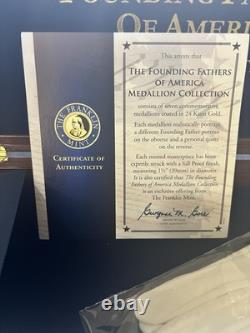 FOUNDING FATHERS
OF AMERICA
THE FRANKLIN
MINT
CERTIFICATE OF
AUTHENTICITY
This attests that
THE FOUNDING FATHERS
OF AMERICA
MEDALLION COLLECTION
consists of seven commemorative
medallions coated in 24 Karat Gold.
Each medallion realistically portrays
a different Founding Father portrait
on the obverse and a personal quote
on the reverse.
Each minted masterpiece has been
expertly struck with a full Proof finish,
measuring 1½" (39mm) in diameter.
It is also certified that The Founding
Fathers of America Medallion Collection
is an exclusive offering from
The Franklin Mint.